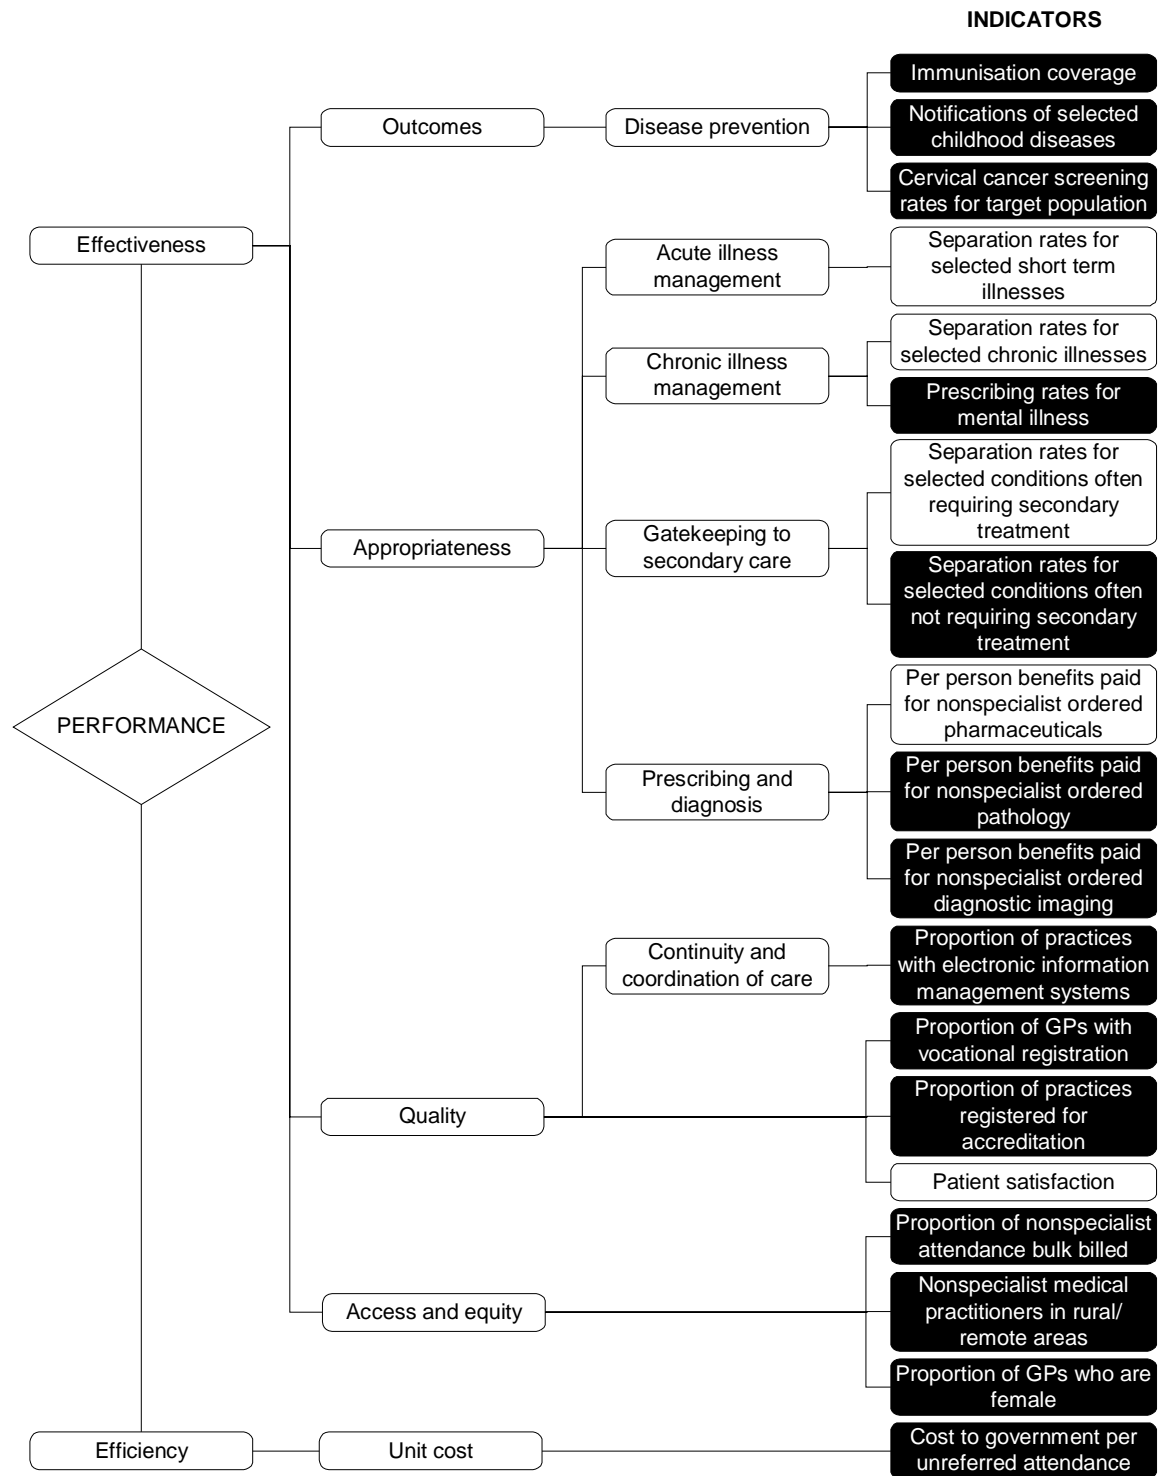 INDICATORS
Immunisation coverage
Outcomes
Disease prevention
Notifications of selected
childhood diseases
Cervical cancer screening
rates for target population
Effectiveness
Acute illness
management
Separation rates for
selected short term
illnesses
Chronic illness
management
Separation rates for
selected chronic illnesses
Prescribing rates for
mental illness
Appropriateness
Gatekeeping to
secondary care
Separation rates for
selected conditions often
requiring secondary
treatment
Separation rates for
selected conditions often
not requiring secondary
treatment
PERFORMANCE
Prescribing and
diagnosis
Per person benefits paid
for nonspecialist ordered
pharmaceuticals
Per person benefits paid
for nonspecialist ordered
pathology
Per person benefits paid
for nonspecialist ordered
diagnostic imaging
Continuity and
coordination of care
Proportion of practices
with electronic information
management systems
Quality
Proportion of GPs with
vocational registration
Proportion of practices
registered for
accreditation
Patient satisfaction
Access and equity
Proportion of nonspecialist
attendance bulk billed
Nonspecialist medical
practitioners in rural/
remote areas
Proportion of GPs who are
female
Efficiency
Unit cost
Cost to government per
unreferred attendance